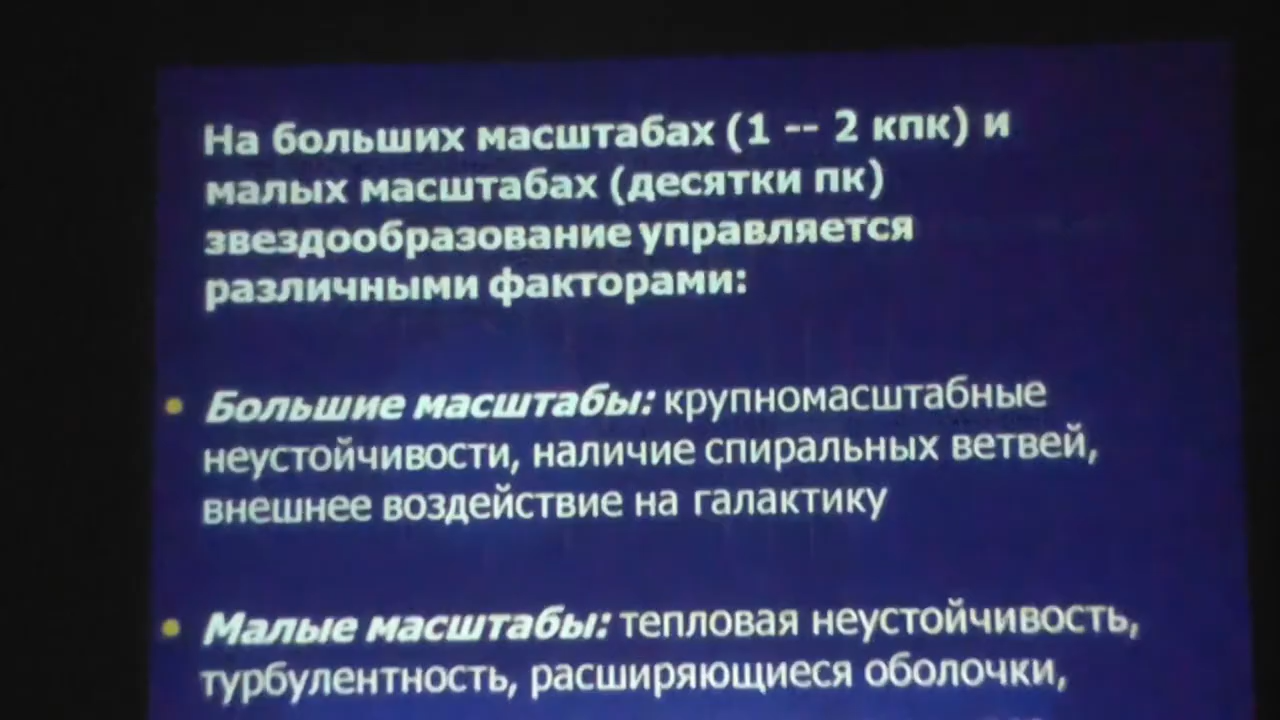 На больших масштабах (1 -- 2 кпк) и
малых масштабах (десятки пк)
звездообразование управляется
различными факторами:
• Большие масштабы: крупномасштабные
неустойчивости, наличие спиральных ветвей,
внешнее воздействие на галактику
• Малые масштабы: тепловая неустойчивость,
турбулентность, расширяющиеся оболочки,